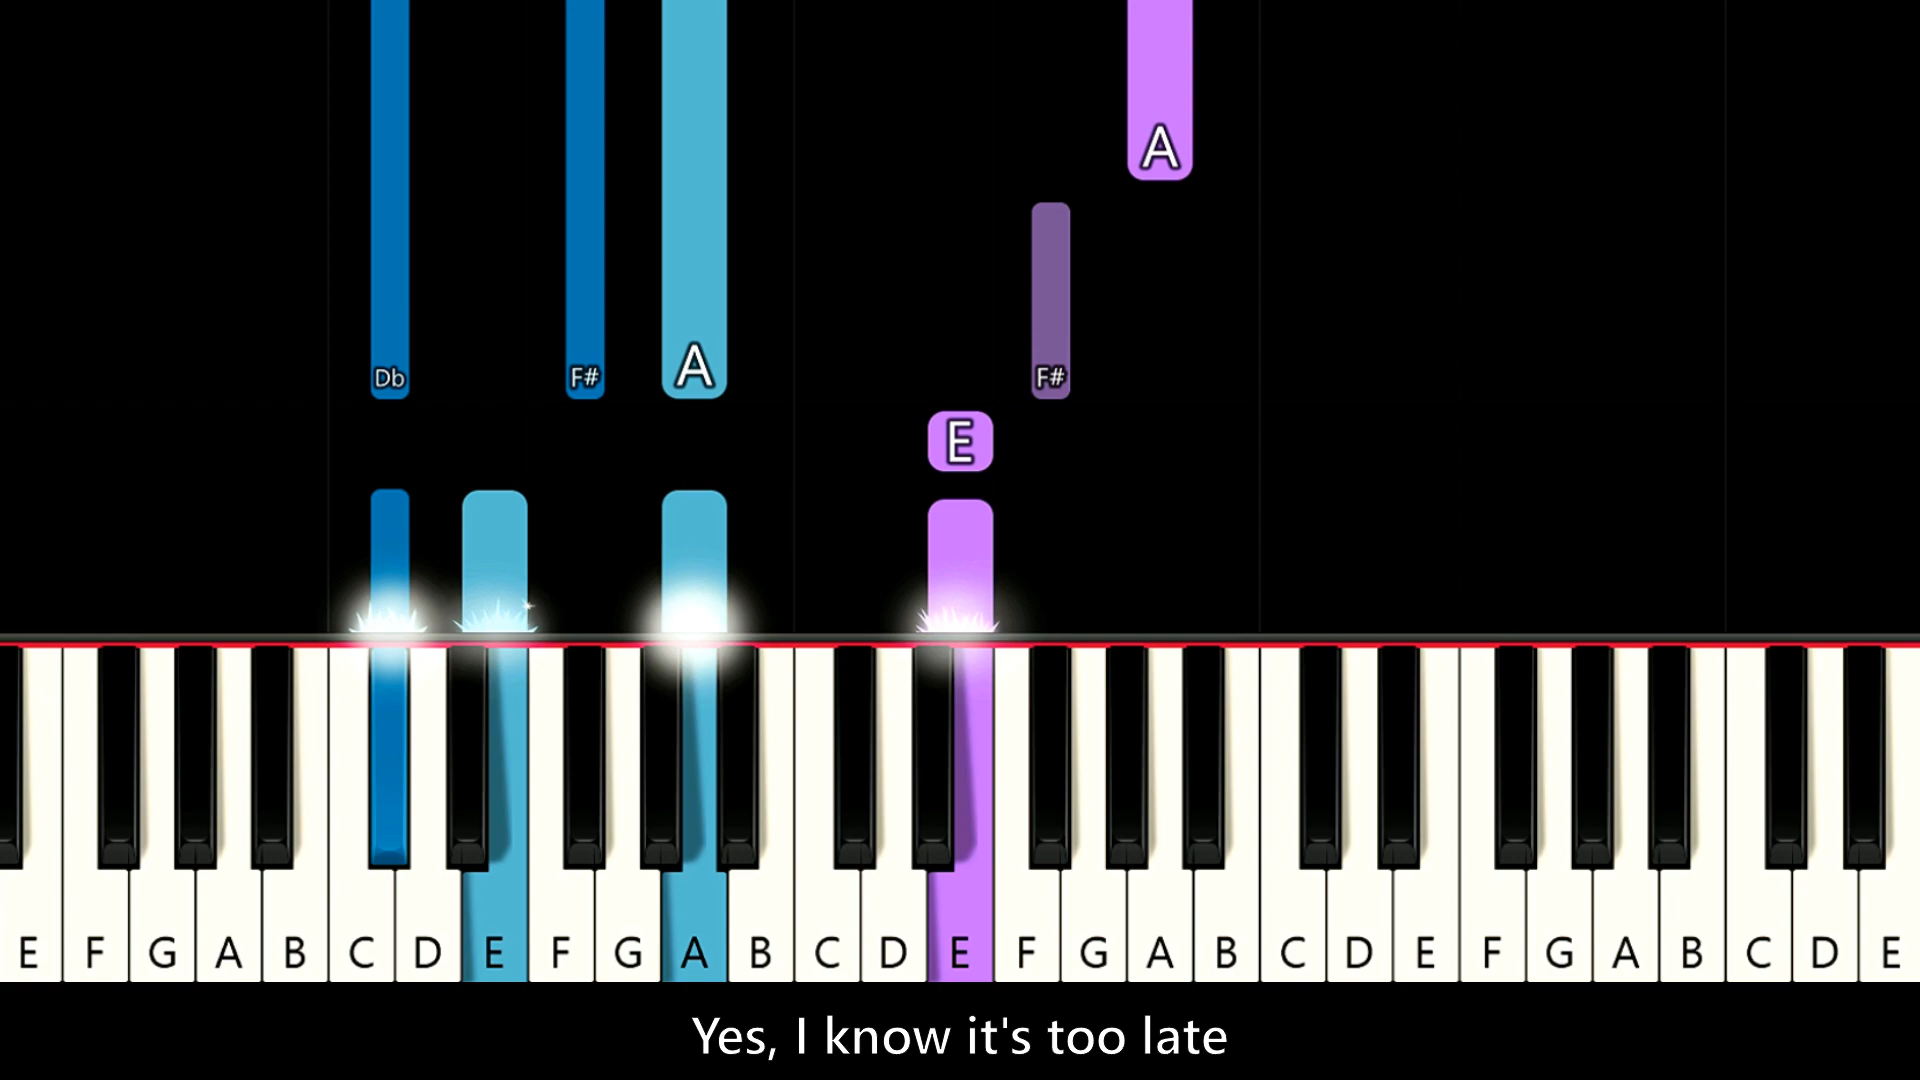 A
Db
F#
A
F#
E
E F G A B C D E F G A B C D E F G A B C D E F G A B C D E
Yes, I know it's too late